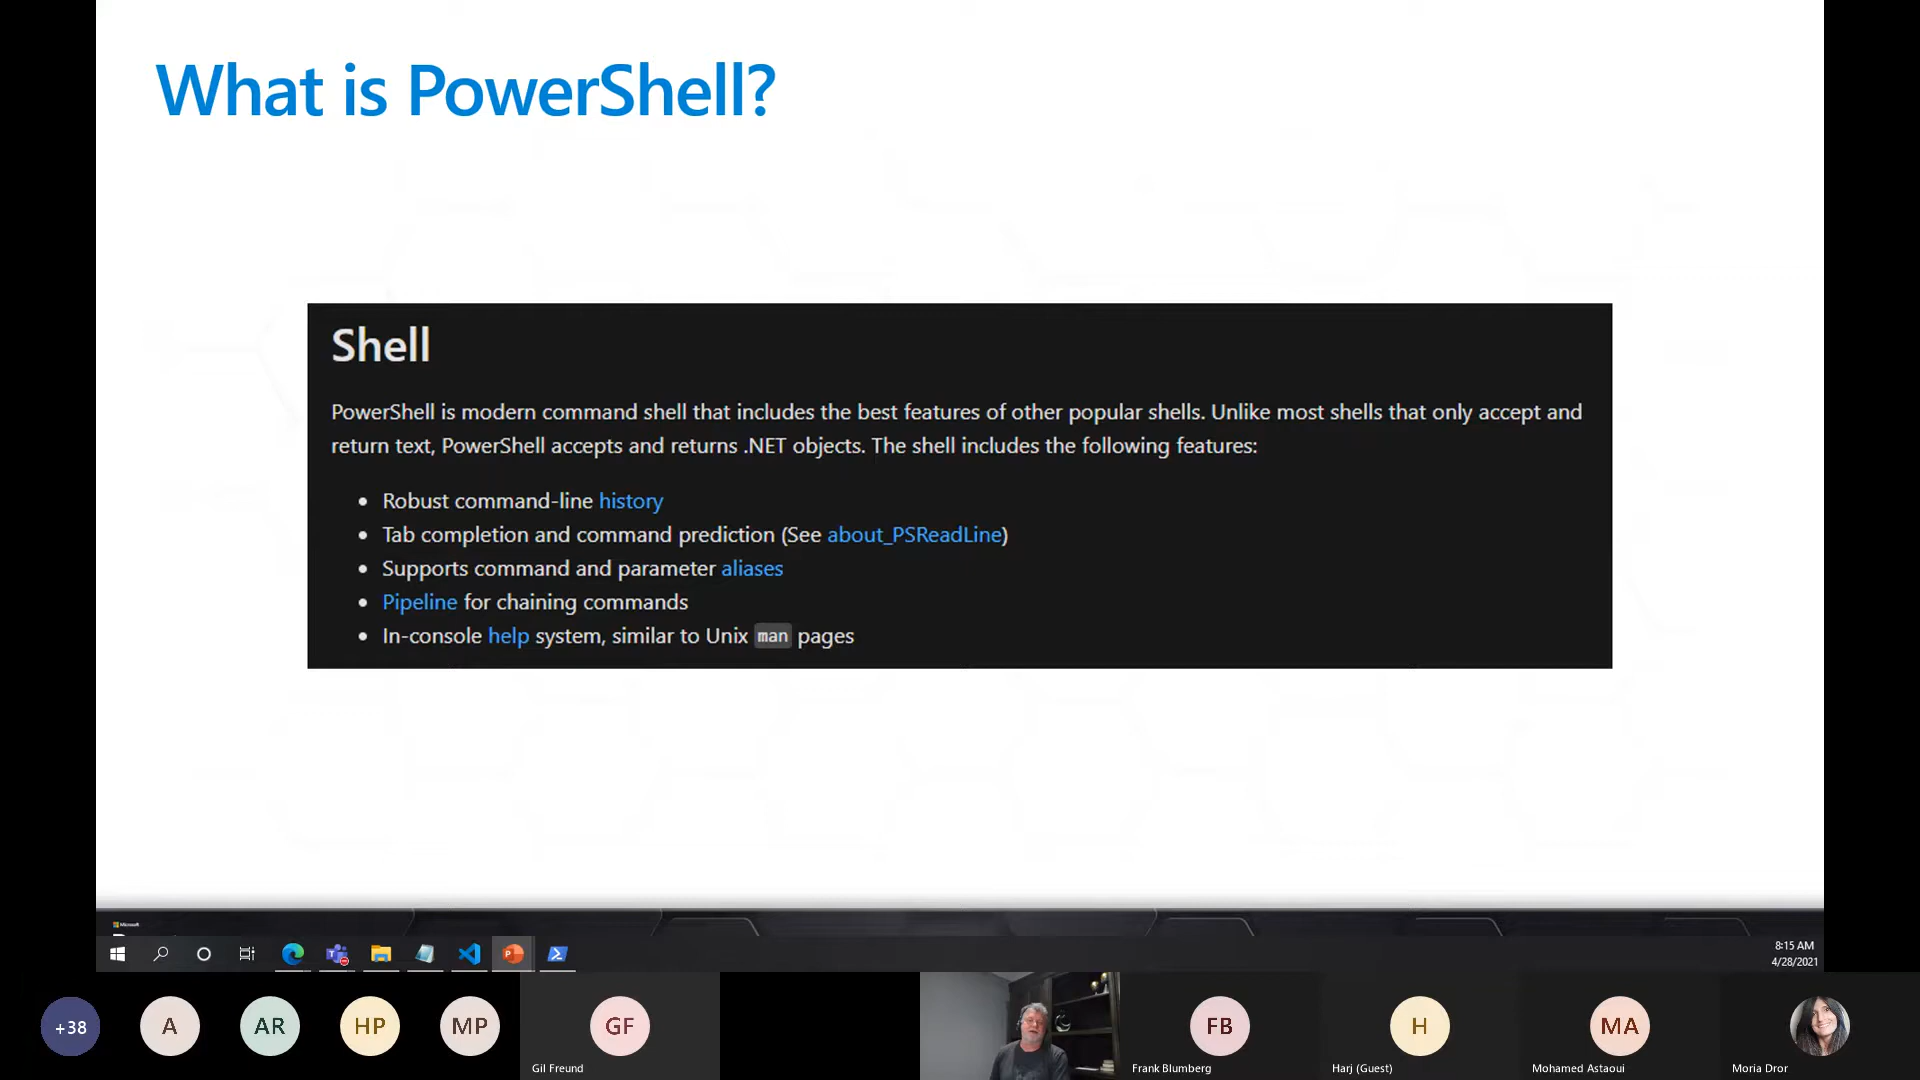 What is PowerShell?
Shell
PowerShell is modern command shell that includes the best features of other popular shells. Unlike most shells that only accept and
return text, PowerShell accepts and returns .NET objects. The shell includes the following features:
• Robust command-line history
• Tab completion and command prediction (See about_PSReadLine)
• Supports command and parameter aliases
• Pipeline for chaining commands
• In-console help system, similar to Unix man pages
Microsoft
8:15 AM
4/28/2021
+38
A
AR
HP
MP
GF
FB
H
MA
Gil Freund
Frank Blumberg
Harj (Guest)
Mohamed Astaoui
Moria Dror